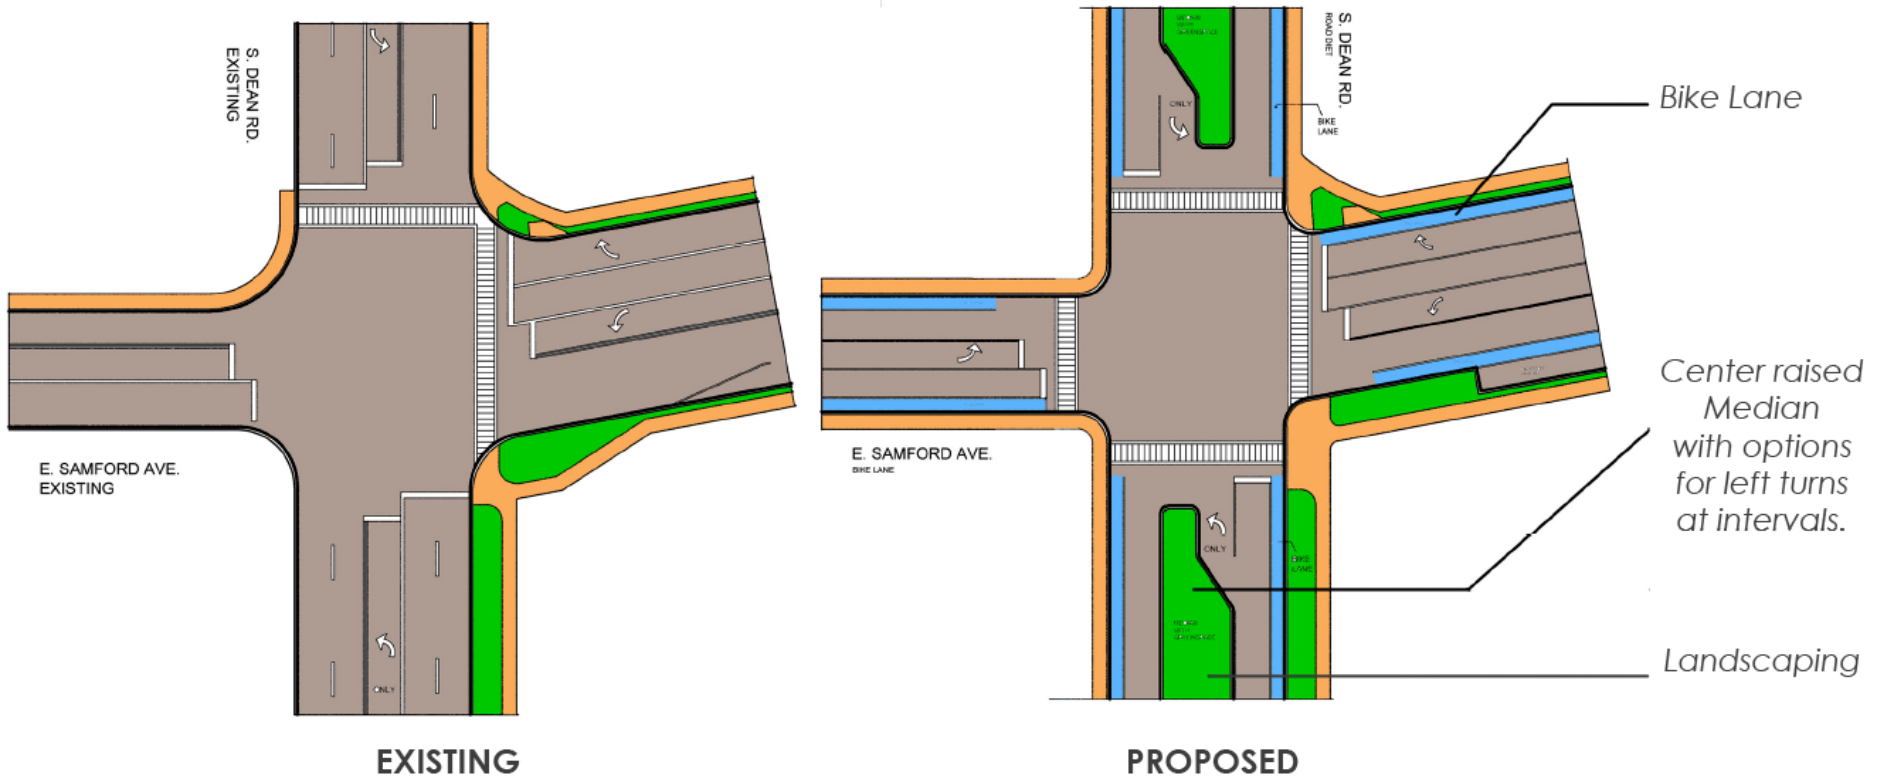 S. DEAN RD.
EXISTING
E. SAMFORD AVE.
EXISTING
ONLY
EXISTING
S. DEAN RD.
ROAD DIET
ONLY
BIKE
LANE
E. SAMFORD AVE.
BIKE LANE
ONLY
BIKE
LANE
PROPOSED
Bike Lane
Center raised
Median
with options
for left turns
at intervals.
Landscaping